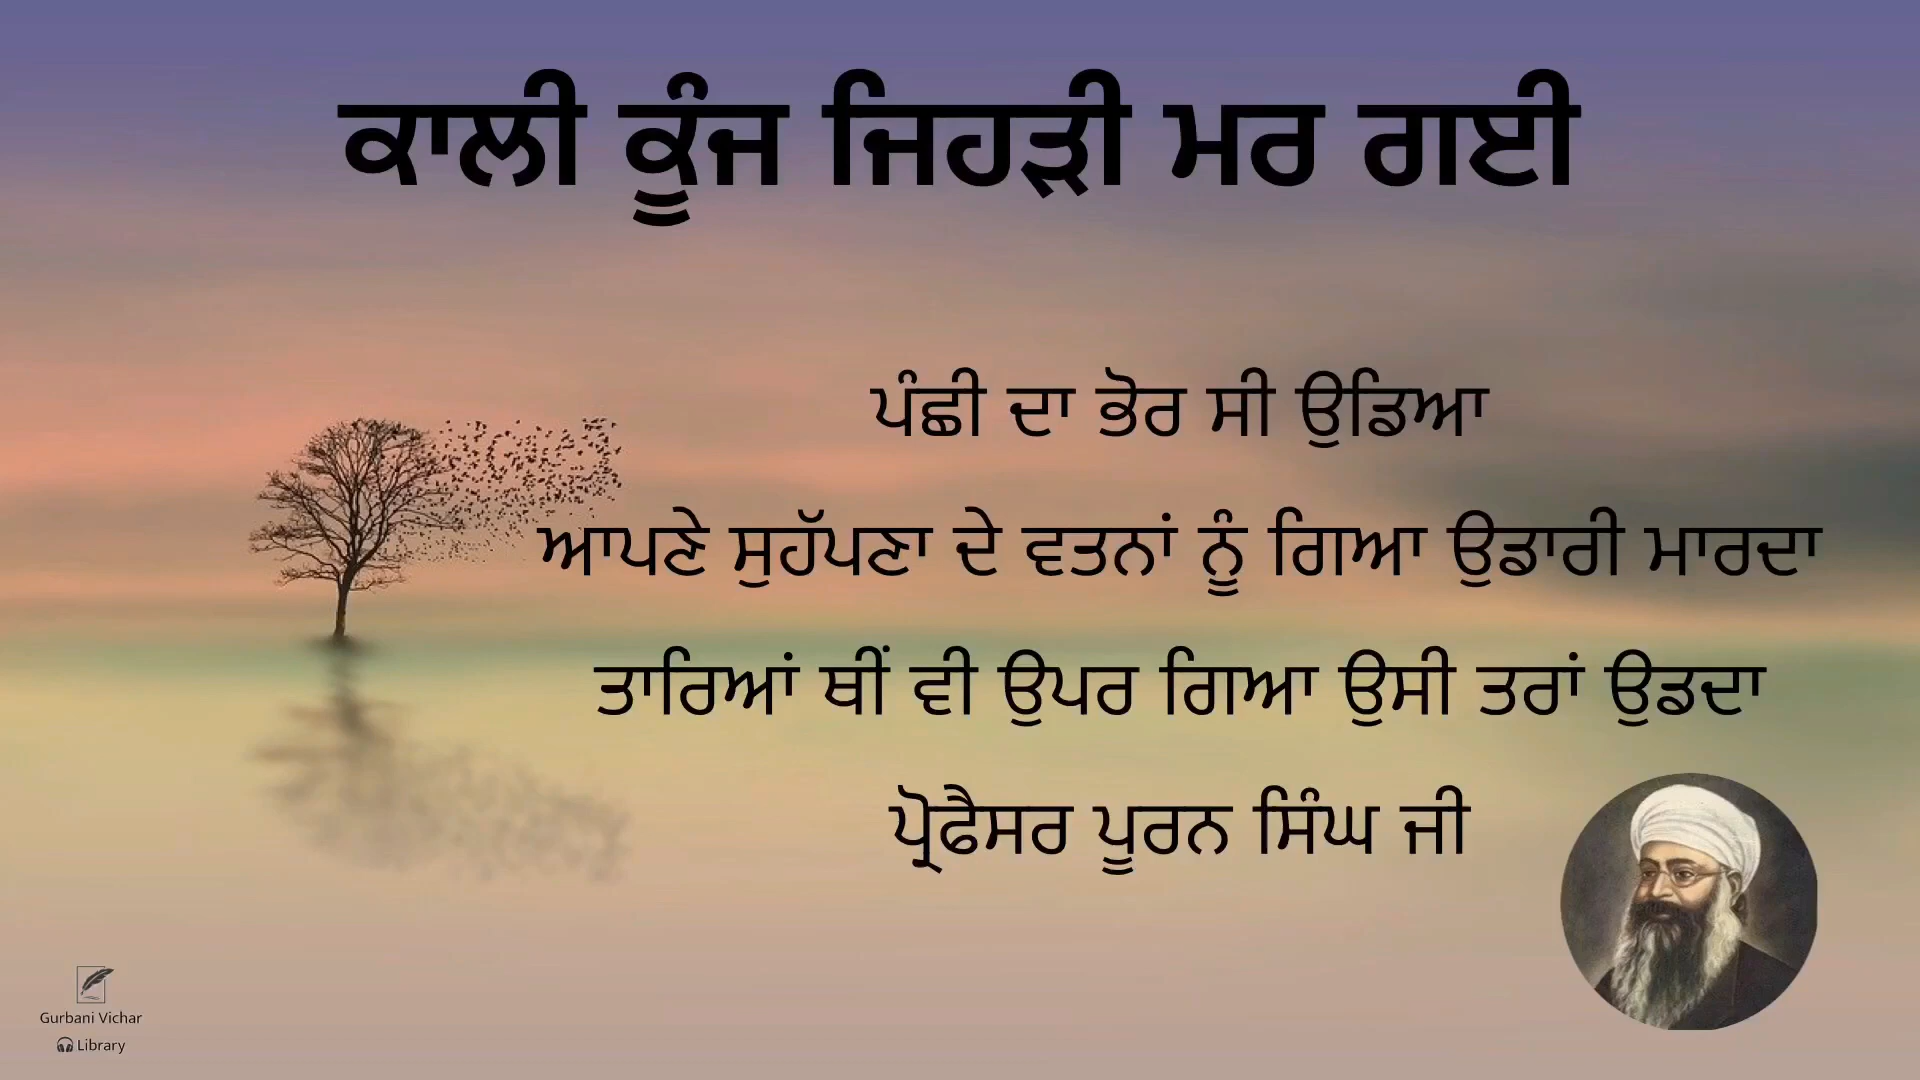 ਕਾਲੀ ਕੂੰਜ ਜਿਹੜੀ ਮਰ ਗਈ
ਪੰਛੀ ਦਾ ਭੋਰ ਸੀ ਉਡਿਆ
ਆਪਣੇ ਸੁਹੱਪਣਾ ਦੇ ਵਤਨਾਂ ਨੂੰ ਗਿਆ ਉਡਾਰੀ ਮਾਰਦਾ
ਤਾਰਿਆਂ ਥੀਂ ਵੀ ਉਪਰ ਗਿਆ ਉਸੀ ਤਰਾਂ ਉਡਦਾ
ਪ੍ਰੋਫੈਸਰ ਪੂਰਨ ਸਿੰਘ ਜੀ
Gurbani Vichar
Library